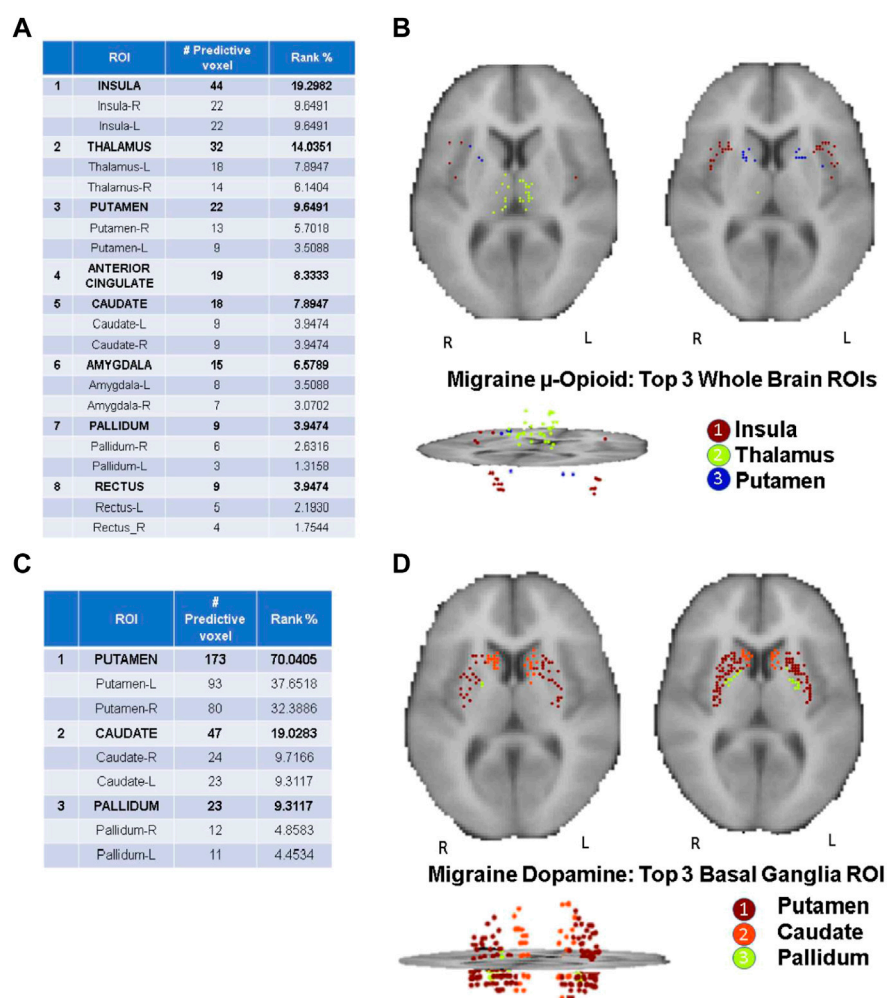 A
ROI # Predictive voxel Rank %
1 INSULA 44 19.2982
Insula-R 22 9.6491
Insula-L 22 9.6491
2 THALAMUS 32 14.0351
Thalamus-L 18 7.8947
Thalamus-R 14 6.1404
3 PUTAMEN 22 9.6491
Putamen-R 13 5.7018
Putamen-L 9 3.5088
4 ANTERIOR CINGULATE 19 8.3333
5 CAUDATE 18 7.8947
Caudate-L 9 3.9474
Caudate-R 9 3.9474
6 AMYGDALA 15 6.5789
Amygdala-L 8 3.5088
Amygdala-R 7 3.0702
7 PALLIDUM 9 3.9474
Pallidum-R 6 2.6316
Pallidum-L 3 1.3158
8 RECTUS 9 3.9474
Rectus-L 5 2.1930
Rectus_R 4 1.7544
B
R L
Migraine µ-Opioid: Top 3 Whole Brain ROIs
1 Insula
2 Thalamus
3 Putamen
C
ROI # Predictive voxel Rank %
1 PUTAMEN 173 70.0405
Putamen-L 93 37.6518
Putamen-R 80 32.3886
2 CAUDATE 47 19.0283
Caudate-R 24 9.7166
Caudate-L 23 9.3117
3 PALLIDUM 23 9.3117
Pallidum-R 12 4.8583
Pallidum-L 11 4.4534
D
R L
Migraine Dopamine: Top 3 Basal Ganglia ROI
1 Putamen
2 Caudate
3 Pallidum